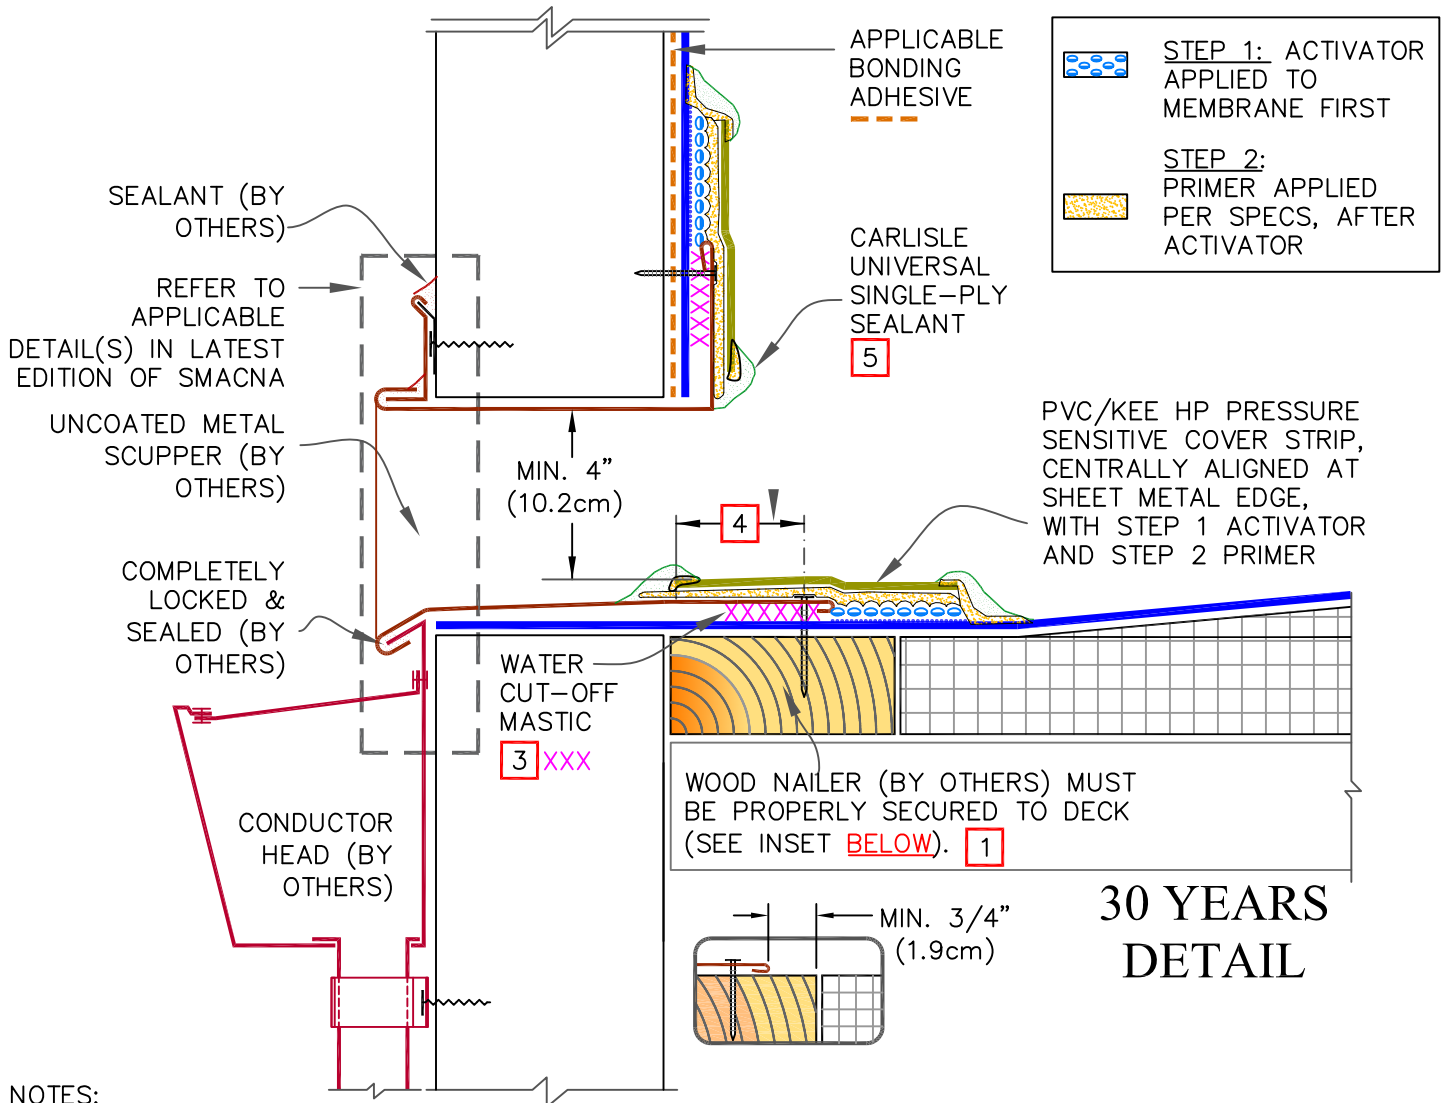 APPLICABLE
BONDING
ADHESIVE
STEP 1: ACTIVATOR
APPLIED TO
MEMBRANE FIRST
STEP 2:
PRIMER APPLIED
PER SPECS, AFTER
ACTIVATOR
SEALANT (BY
OTHERS)
REFER TO
APPLICABLE
DETAIL(S) IN LATEST
EDITION OF SMACNA
CARLISLE
UNIVERSAL
SINGLE-PLY
SEALANT
5
UNCOATED METAL
SCUPPER (BY
OTHERS)
MIN. 4”
(10.2cm)
4
PVC/KEE HP PRESSURE
SENSITIVE COVER STRIP,
CENTRALLY ALIGNED AT
SHEET METAL EDGE,
WITH STEP 1 ACTIVATOR
AND STEP 2 PRIMER
COMPLETELY
LOCKED &
SEALED (BY
OTHERS)
WATER
CUT-OFF
MASTIC
3 XXX
WOOD NAILER (BY OTHERS) MUST
BE PROPERLY SECURED TO DECK
(SEE INSET BELOW). 1
CONDUCTOR
HEAD (BY
OTHERS)
MIN. 3/4”
(1.9cm)
30 YEARS
DETAIL
NOTES: